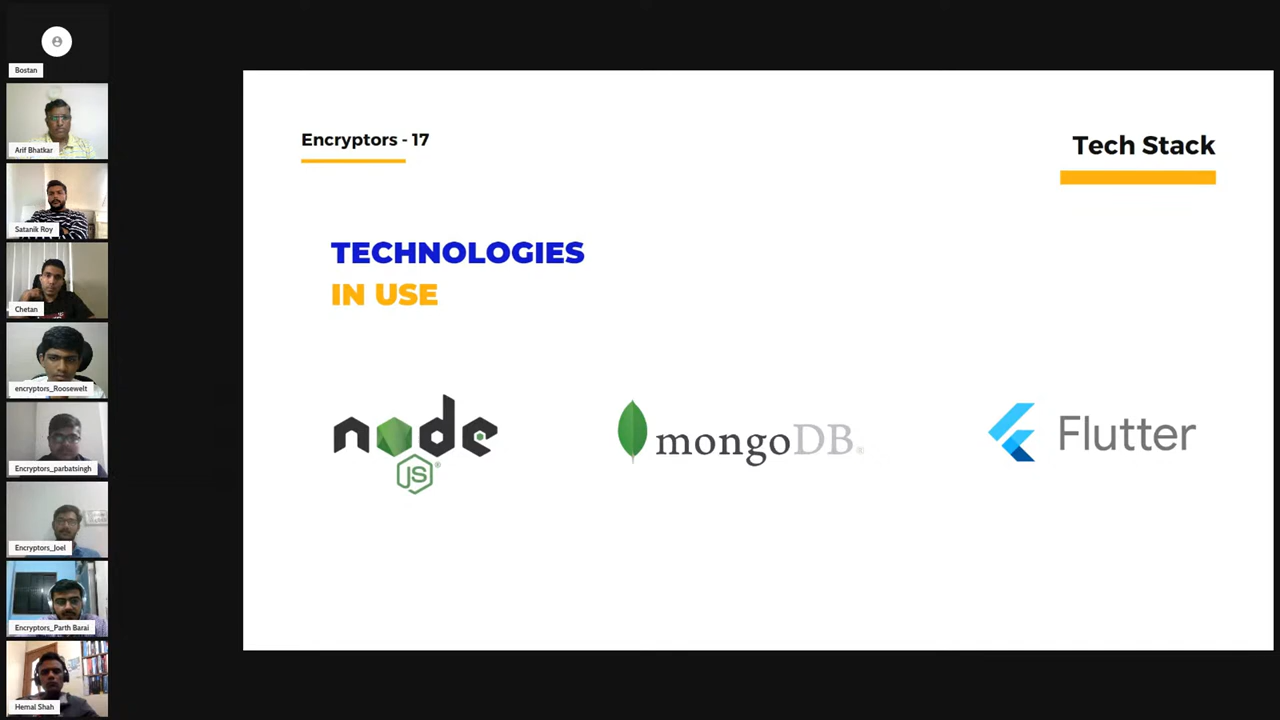 Bostan
Arif Bhatkar
Satanik Roy
Chetan
encryptors_Roosewelt
Encryptors_parbatsingh
Encryptors_Joel
Encryptors_Parth Barai
Hemal Shah
Encryptors - 17
Tech Stack
TECHNOLOGIES
IN USE
node
JS®
mongoDB®
Flutter